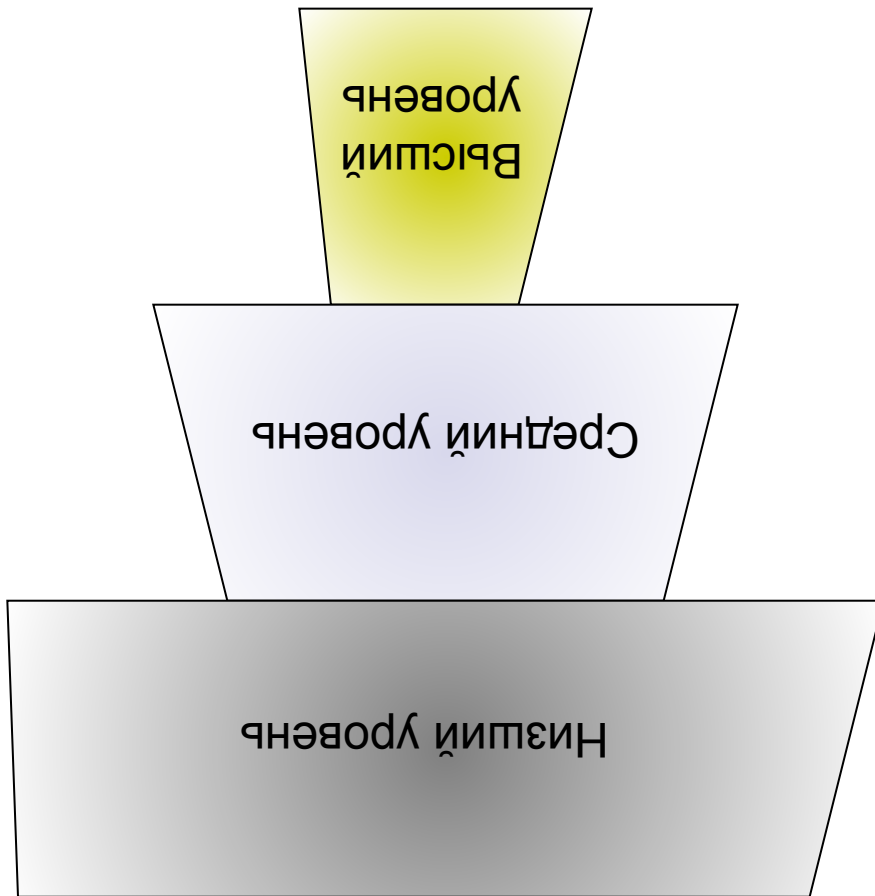 Высший
уровень
Средний уровень
Низший уровень